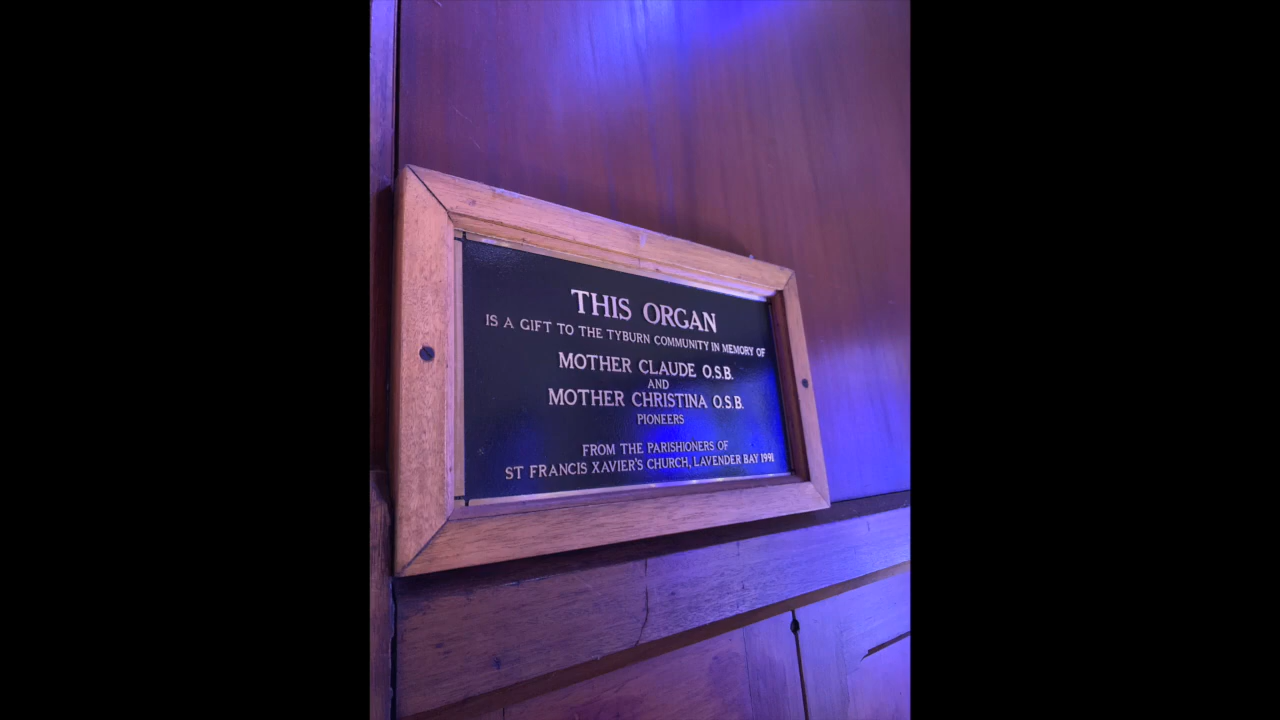 THIS ORGAN
IS A GIFT TO THE TYBURN COMMUNITY IN MEMORY OF
MOTHER CLAUDE O.S.B.
AND
MOTHER CHRISTINA O.S.B.
PIONEERS
FROM THE PARISHIONERS OF
ST FRANCIS XAVIER'S CHURCH, LAVENDER BAY 1991